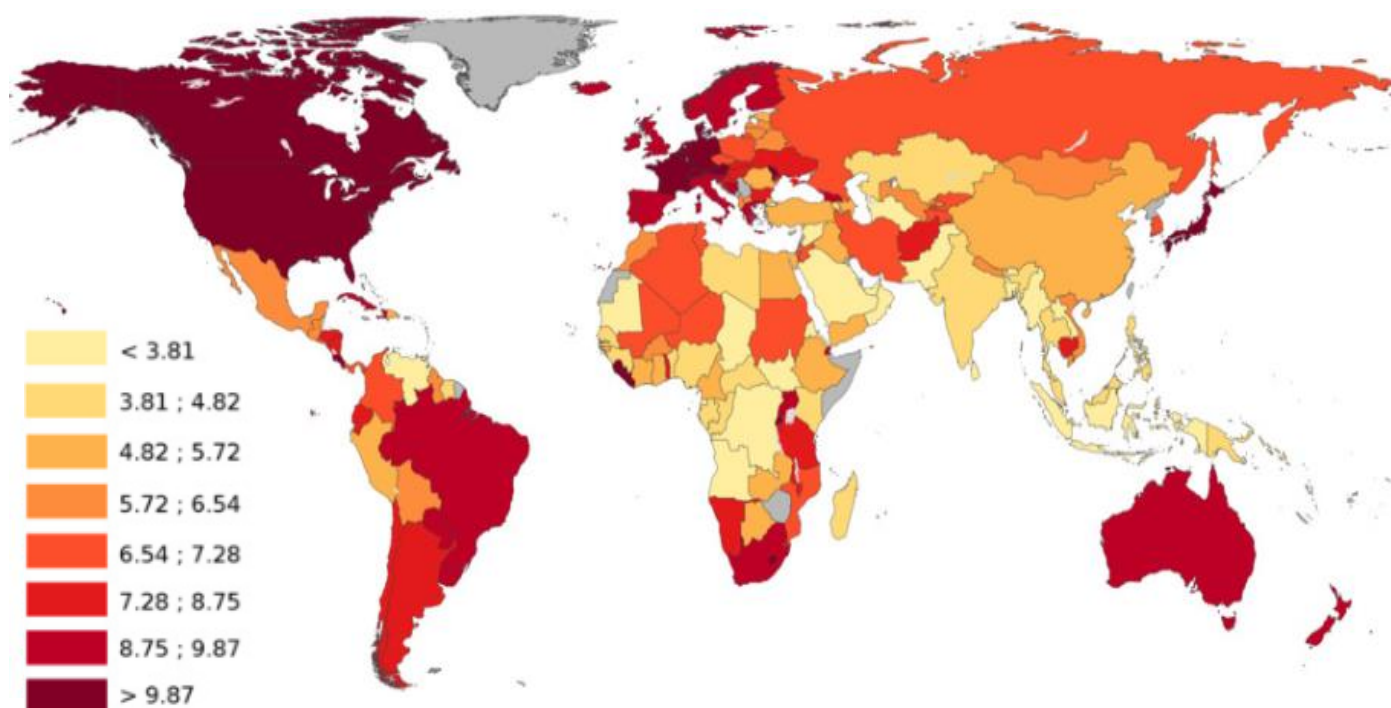 < 3.81
3.81 ; 4.82
4.82 ; 5.72
5.72 ; 6.54
6.54 ; 7.28
7.28 ; 8.75
8.75 ; 9.87
> 9.87